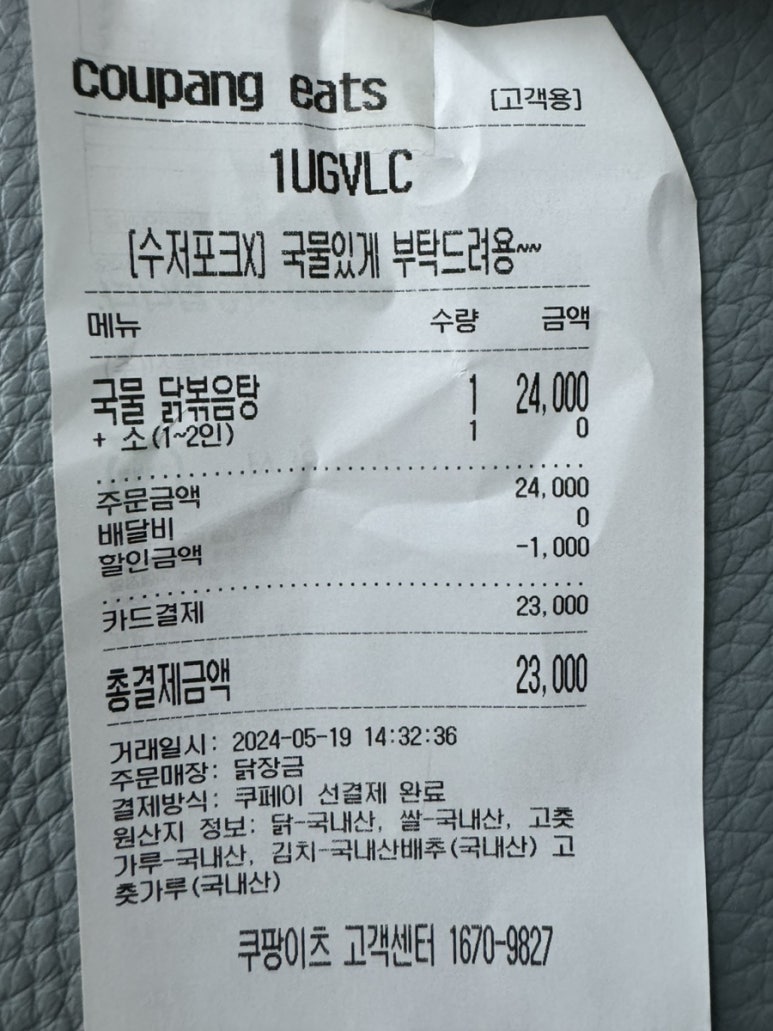 coupang eats [고객용]
1UGVLC
[수저포크X] 국물있게 부탁드려용~~
메뉴 수량 금액
국물 닭볶음탕 1 24,000
+ 소(1~2인) 1 0
주문금액 24,000
배달비 0
할인금액 -1,000
카드결제 23,000
총결제금액 23,000
거래일시: 2024-05-19 14:32:36
주문매장: 닭장금
결제방식: 쿠페이 선결제 완료
원산지 정보: 닭-국내산, 쌀-국내산, 고춧
가루-국내산, 김치-국내산배추(국내산) 고
춧가루(국내산)
쿠팡이츠 고객센터 1670-9827